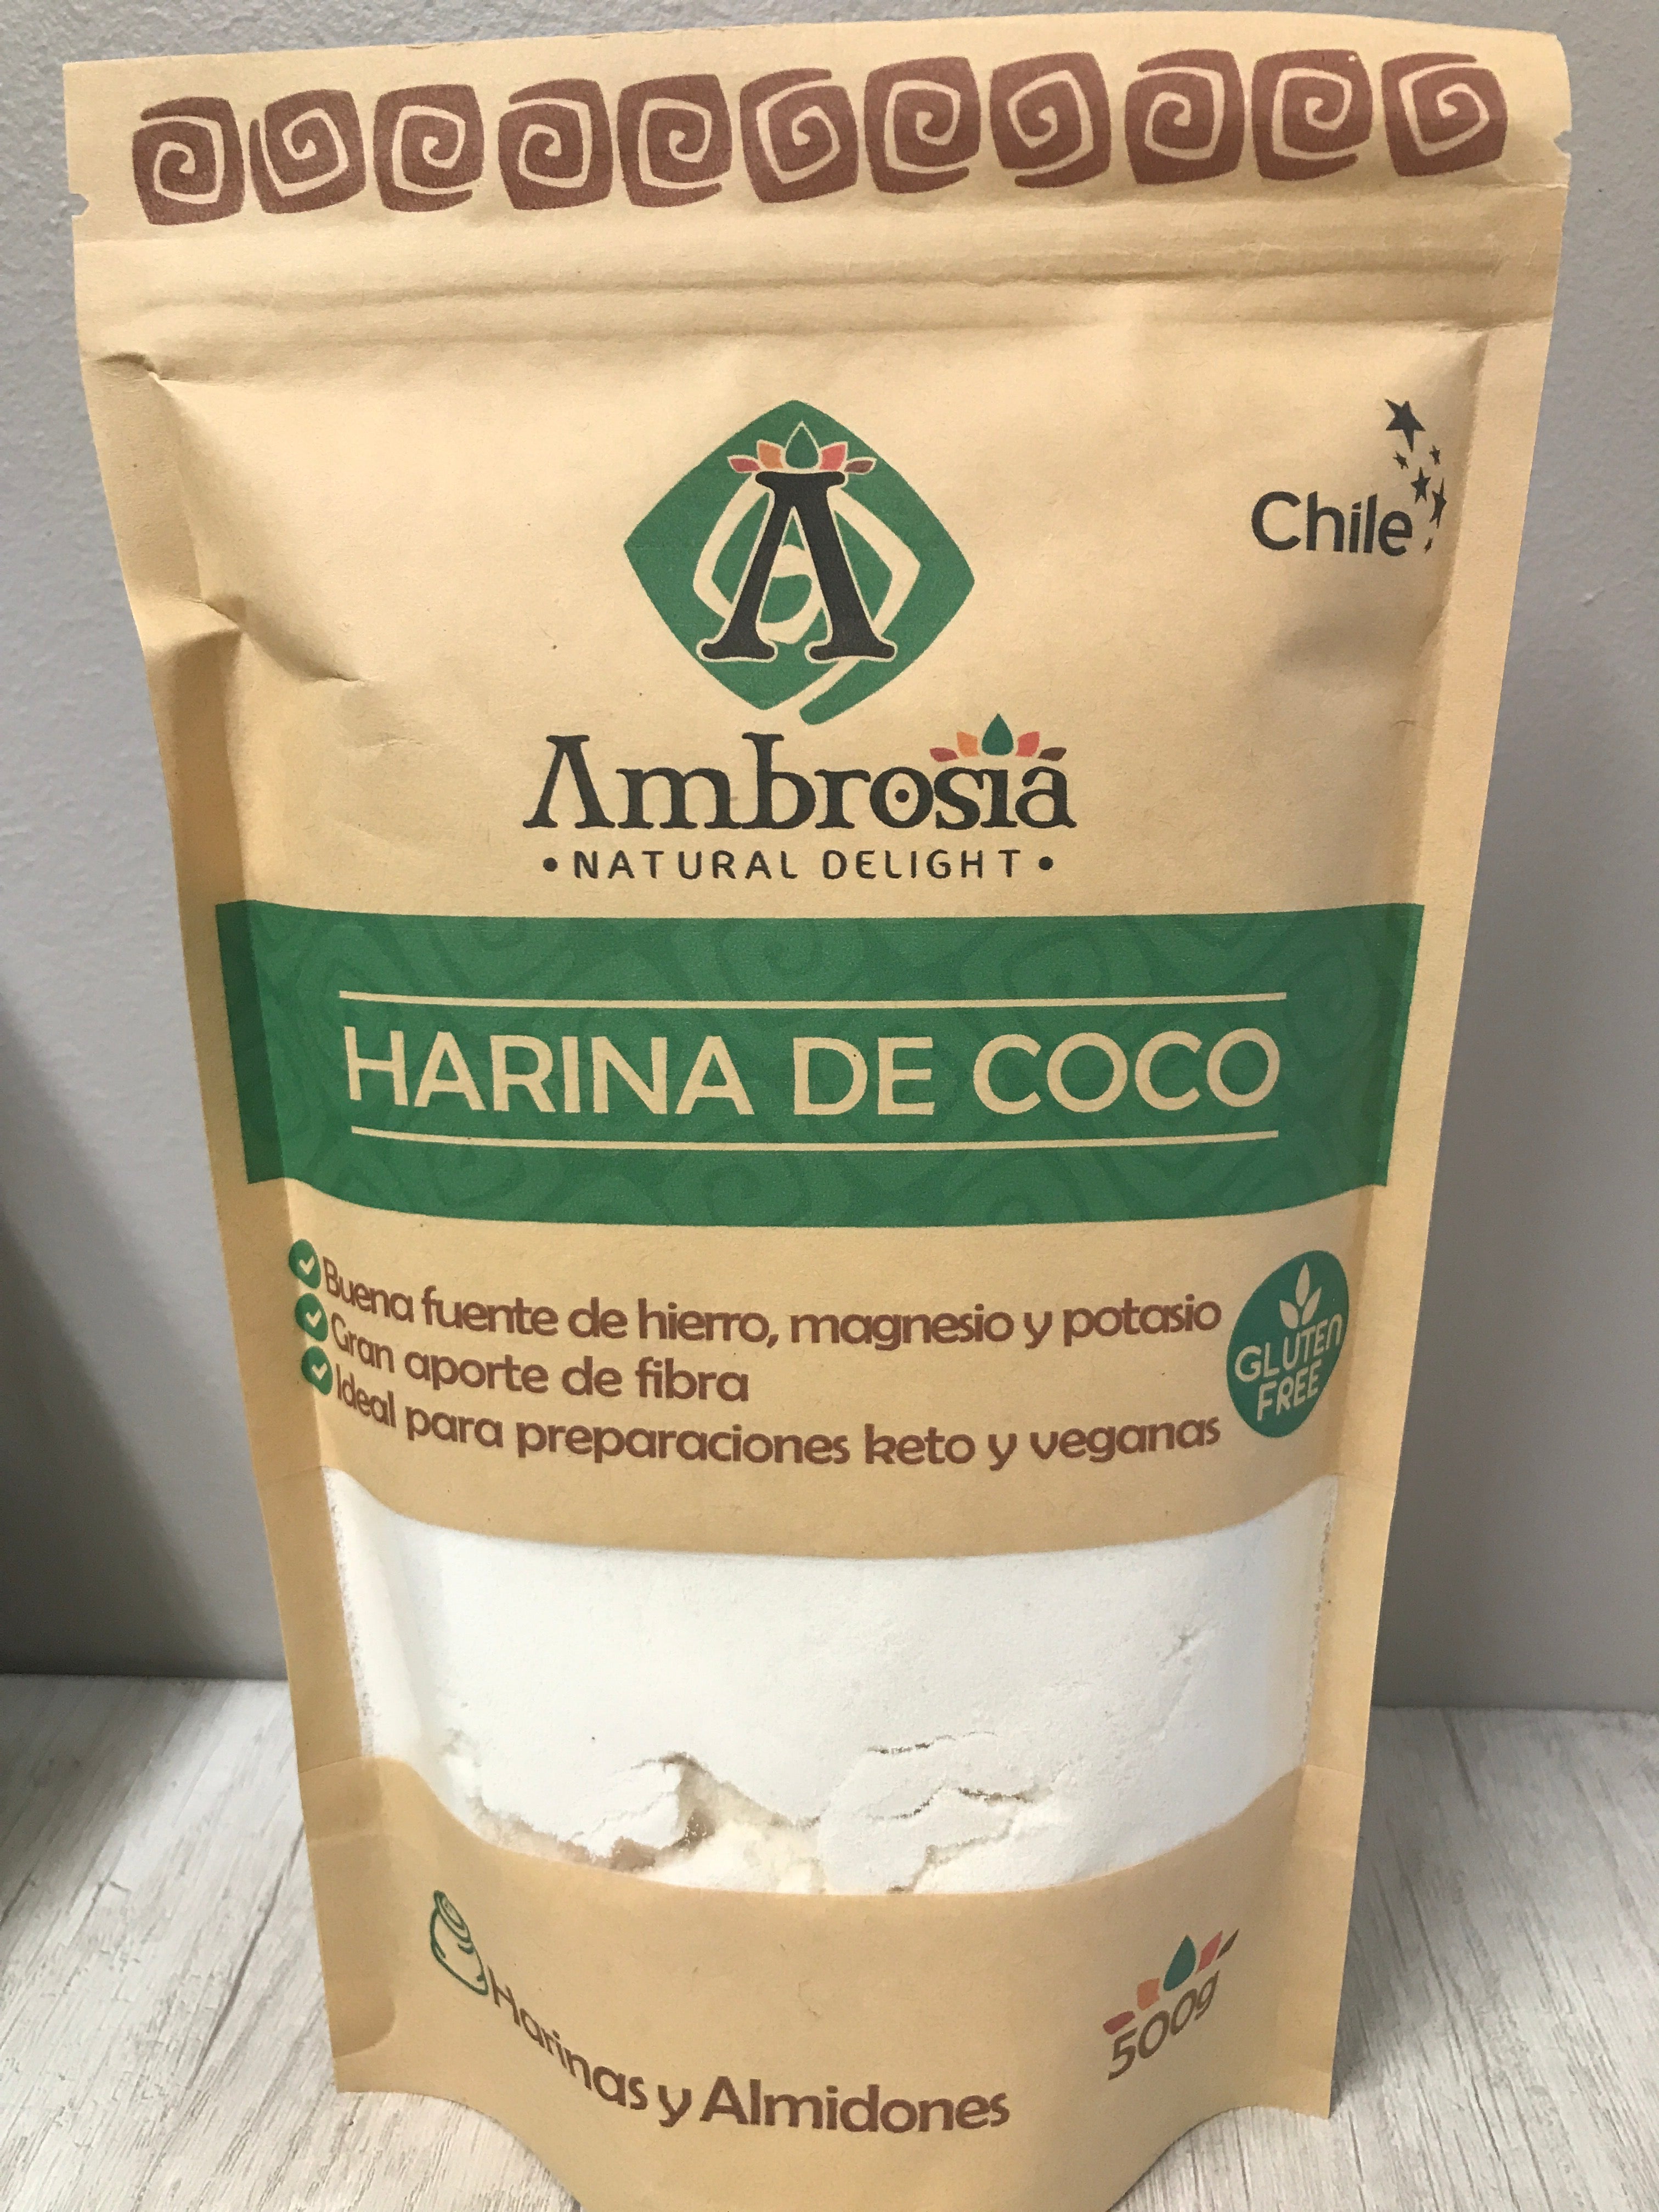 Chile
A
Ambrosia
• NATURAL DELIGHT •
HARINA DE COCO
Buena fuente de hierro, magnesio y potasio
Gran aporte de fibra
Ideal para preparaciones keto y veganas
GLUTEN
FREE
Harinas y Almidones
500g